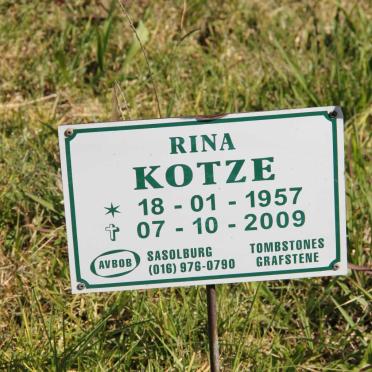 RINA
KOTZE
18 - 01 - 1957
07 - 10 - 2009
AVBOB
SASOLBURG
(016) 976-0790
TOMBSTONES
GRAFSTENE